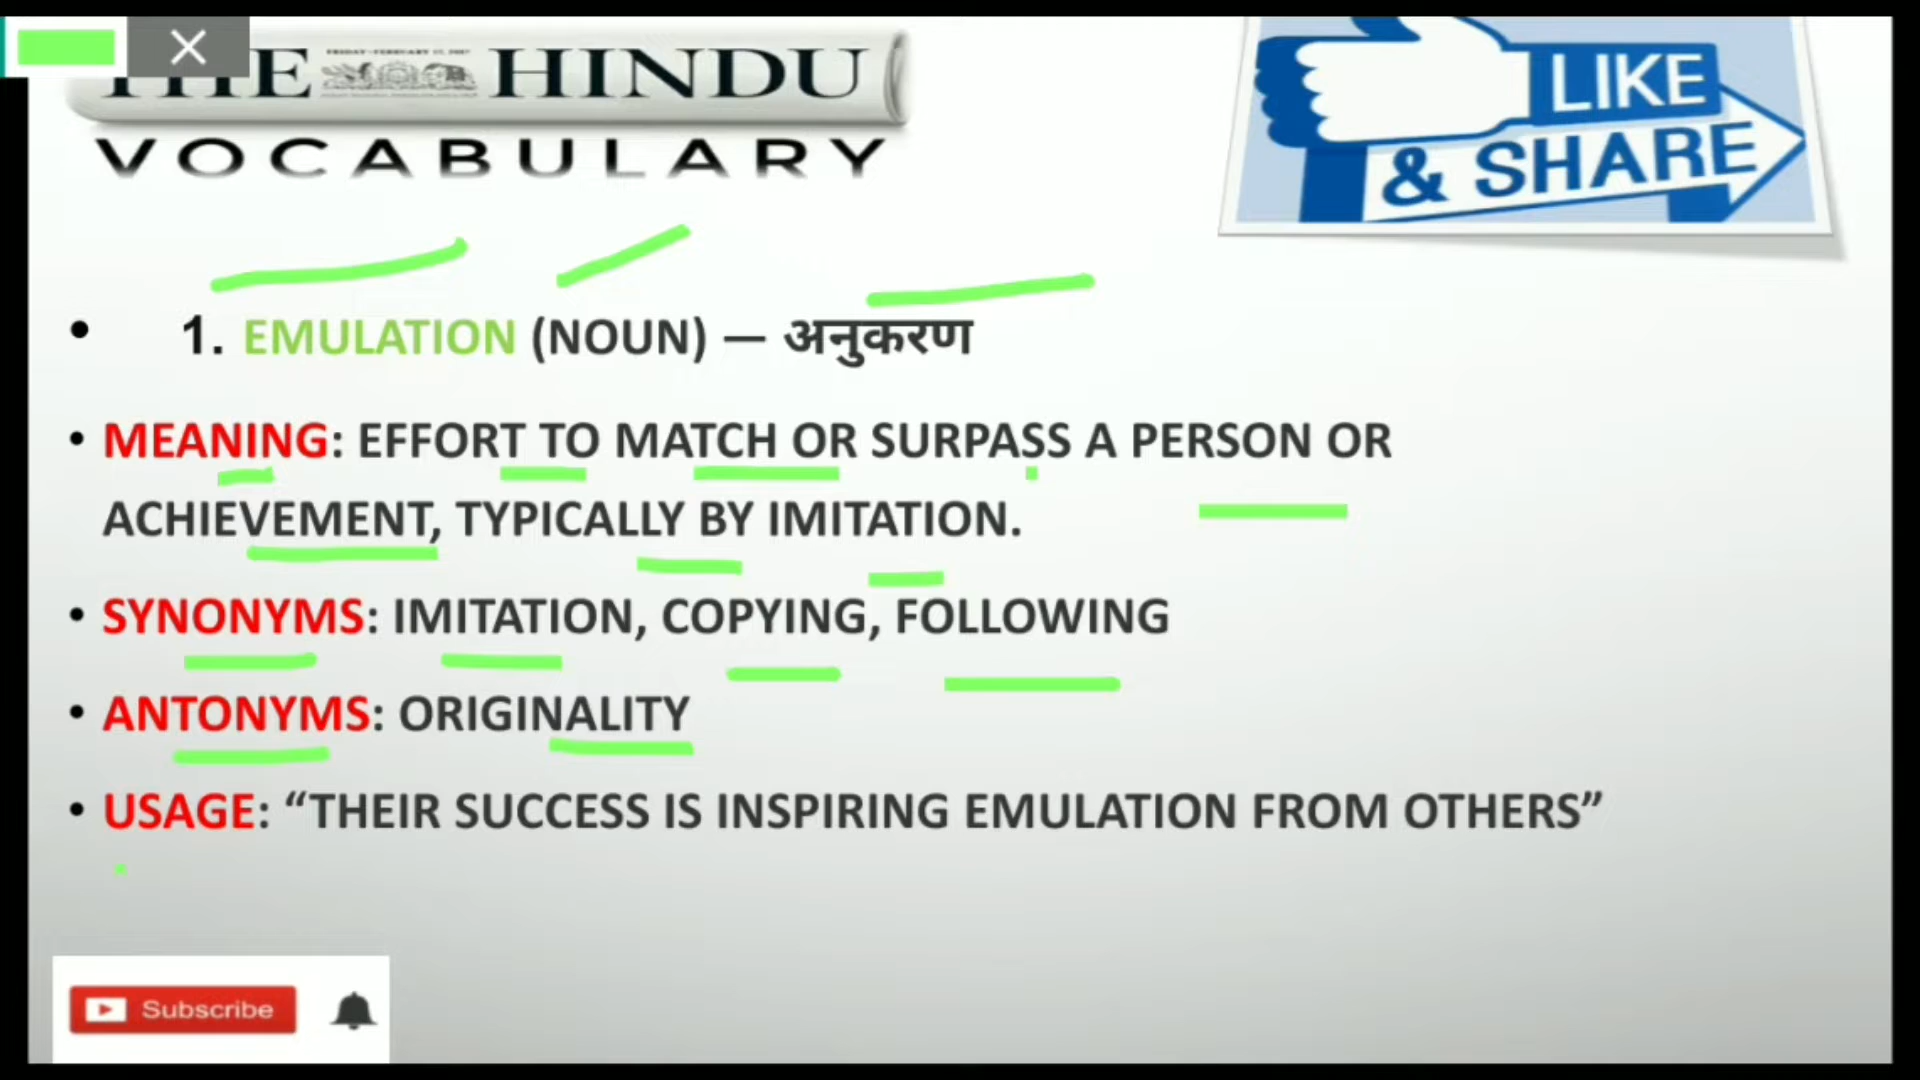 THE HINDU
VOCABULARY
LIKE
& SHARE
• 1. EMULATION (NOUN) — अनुकरण
• MEANING: EFFORT TO MATCH OR SURPASS A PERSON OR
ACHIEVEMENT, TYPICALLY BY IMITATION.
• SYNONYMS: IMITATION, COPYING, FOLLOWING
• ANTONYMS: ORIGINALITY
• USAGE: “THEIR SUCCESS IS INSPIRING EMULATION FROM OTHERS”
Subscribe